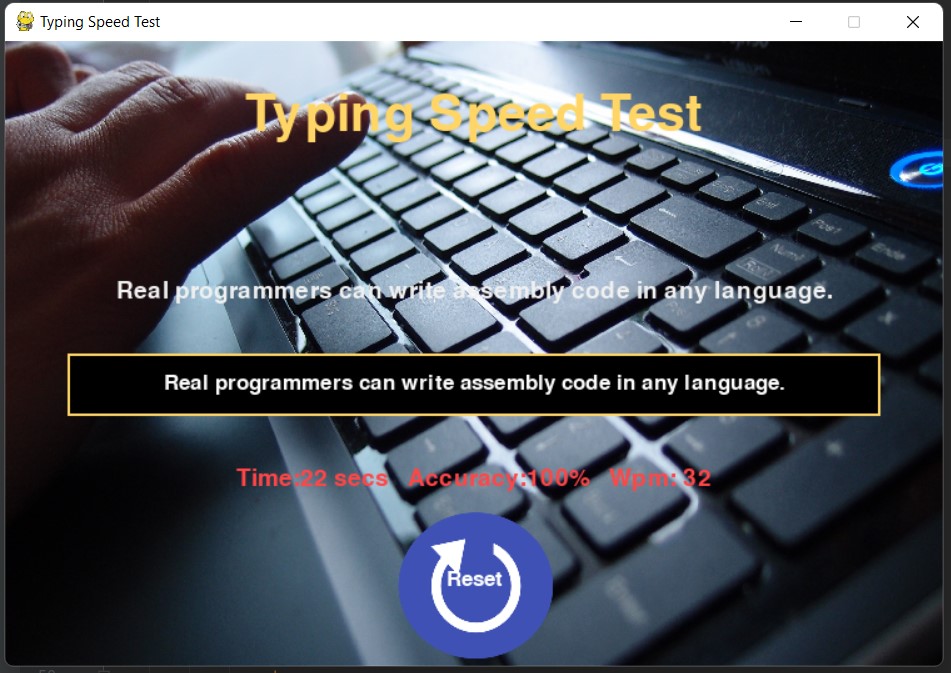 Typing Speed Test
Typing Speed Test
Real programmers can write assembly code in any language.
Real programmers can write assembly code in any language.
Time:22 secs Accuracy:100% Wpm: 32
Reset